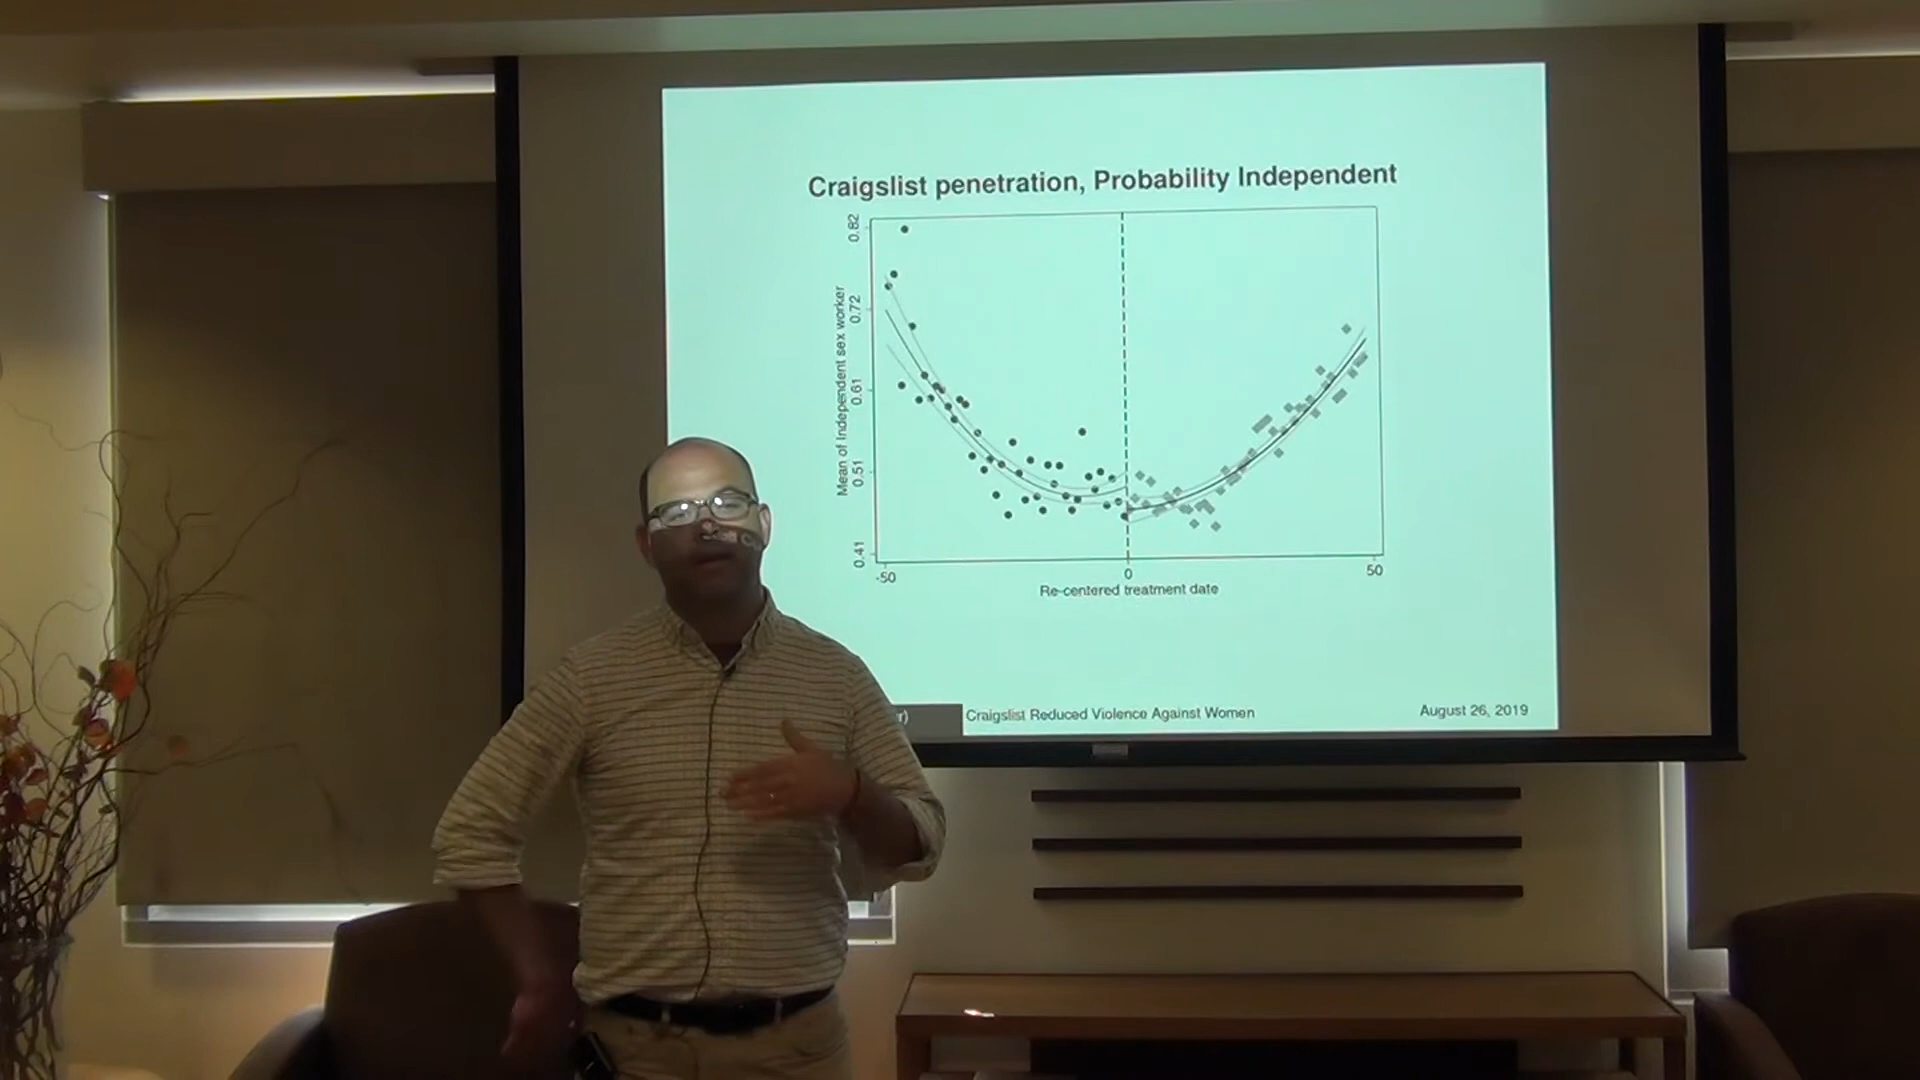 Craigslist penetration, Probability Independent
Mean of Independent sex worker
0.82
0.72
0.61
0.51
0.41
-50
0
50
Re-centered treatment date
Craigslist Reduced Violence Against Women
August 26, 2019